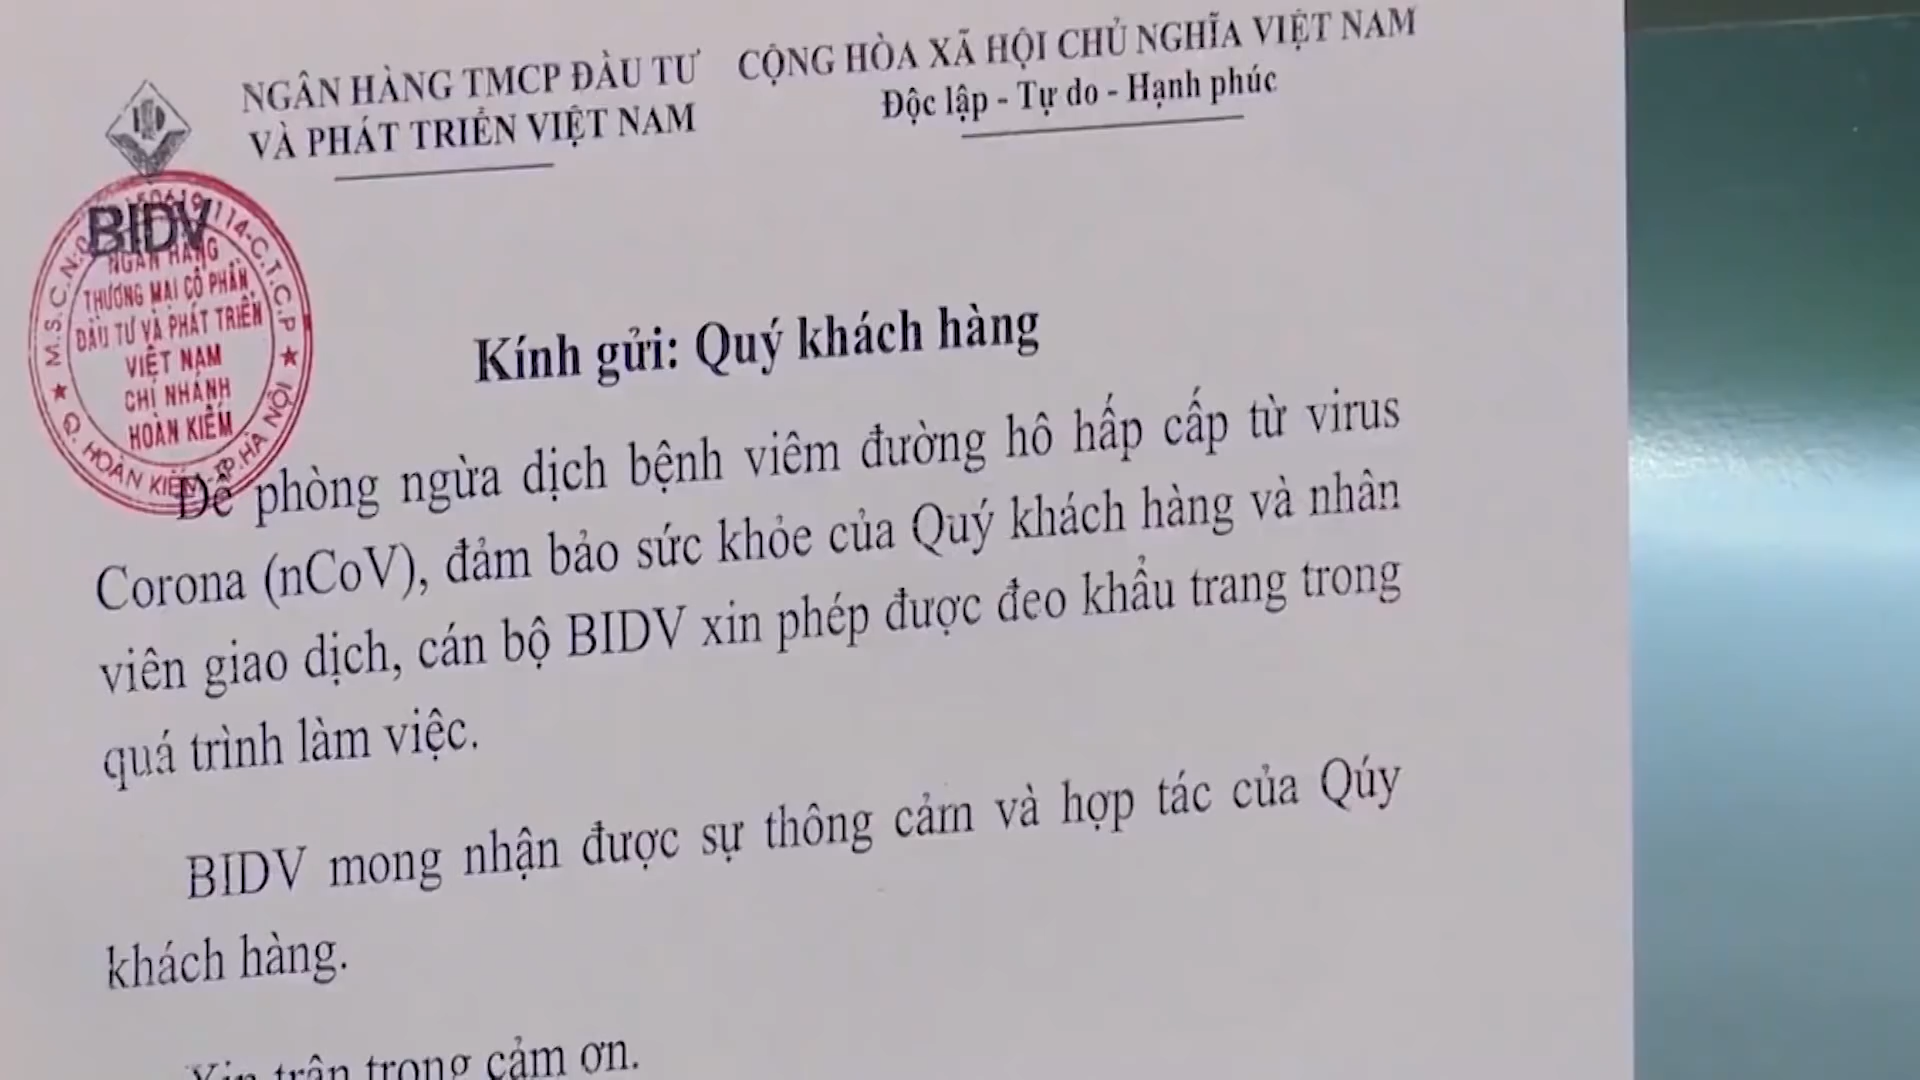 NGÂN HÀNG TMCP ĐẦU TƯ
VÀ PHÁT TRIỂN VIỆT NAM
CỘNG HÒA XÃ HỘI CHỦ NGHĨA VIỆT NAM
Độc lập - Tự do - Hạnh phúc
BIDV
NGÂN HÀNG
THƯƠNG MẠI CỔ PHẦN
ĐẦU TƯ VÀ PHÁT TRIỂN
VIỆT NAM
CHI NHÁNH
HOÀN KIẾM
Q. HOÀN KIẾM - TP. HÀ NỘI
Kính gửi: Quý khách hàng
Để phòng ngừa dịch bệnh viêm đường hô hấp cấp từ virus
Corona (nCoV), đảm bảo sức khỏe của Quý khách hàng và nhân
viên giao dịch, cán bộ BIDV xin phép được đeo khẩu trang trong
quá trình làm việc.
BIDV mong nhận được sự thông cảm và hợp tác của Qúy
khách hàng.
Xin trân trọng cảm ơn.